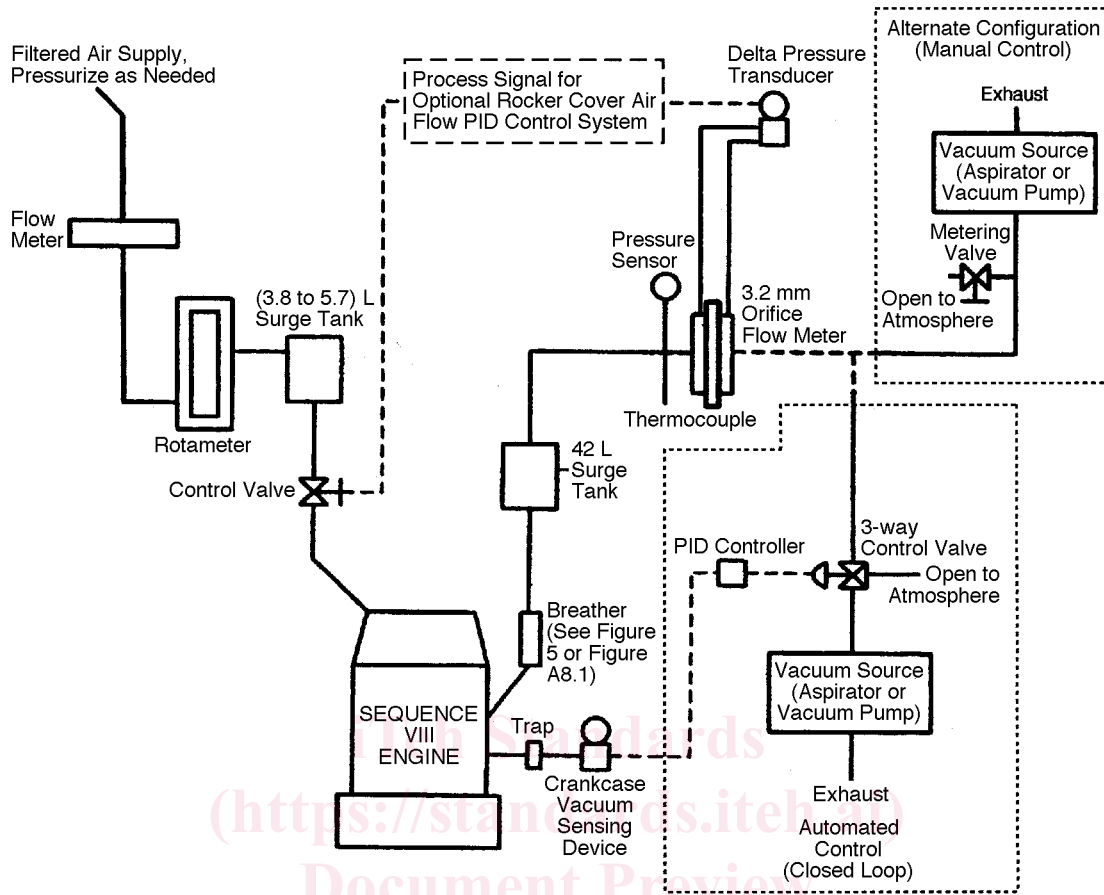 Filtered Air Supply,
Pressurize as Needed
Process Signal for
Optional Rocker Cover Air
Flow PID Control System
Delta Pressure
Transducer
Alternate Configuration
(Manual Control)
Exhaust
Vacuum Source
(Aspirator or
Vacuum Pump)
Metering
Valve
Open to
Atmosphere
Flow
Meter
Pressure
Sensor
(3.8 to 5.7) L
Surge Tank
3.2 mm
Orifice
Flow Meter
Thermocouple
Rotameter
42 L
Surge
Tank
Control Valve
PID Controller
3-way
Control Valve
Open to
Atmosphere
Breather
(See Figure
5 or Figure
A8.1)
Vacuum Source
(Aspirator or
Vacuum Pump)
SEQUENCE
VIII
ENGINE
Trap
Crankcase
Vacuum
Sensing
Device
Exhaust
Automated
Control
(Closed Loop)
iTeh Standards
(https://standards.iteh.ai)
Document Preview